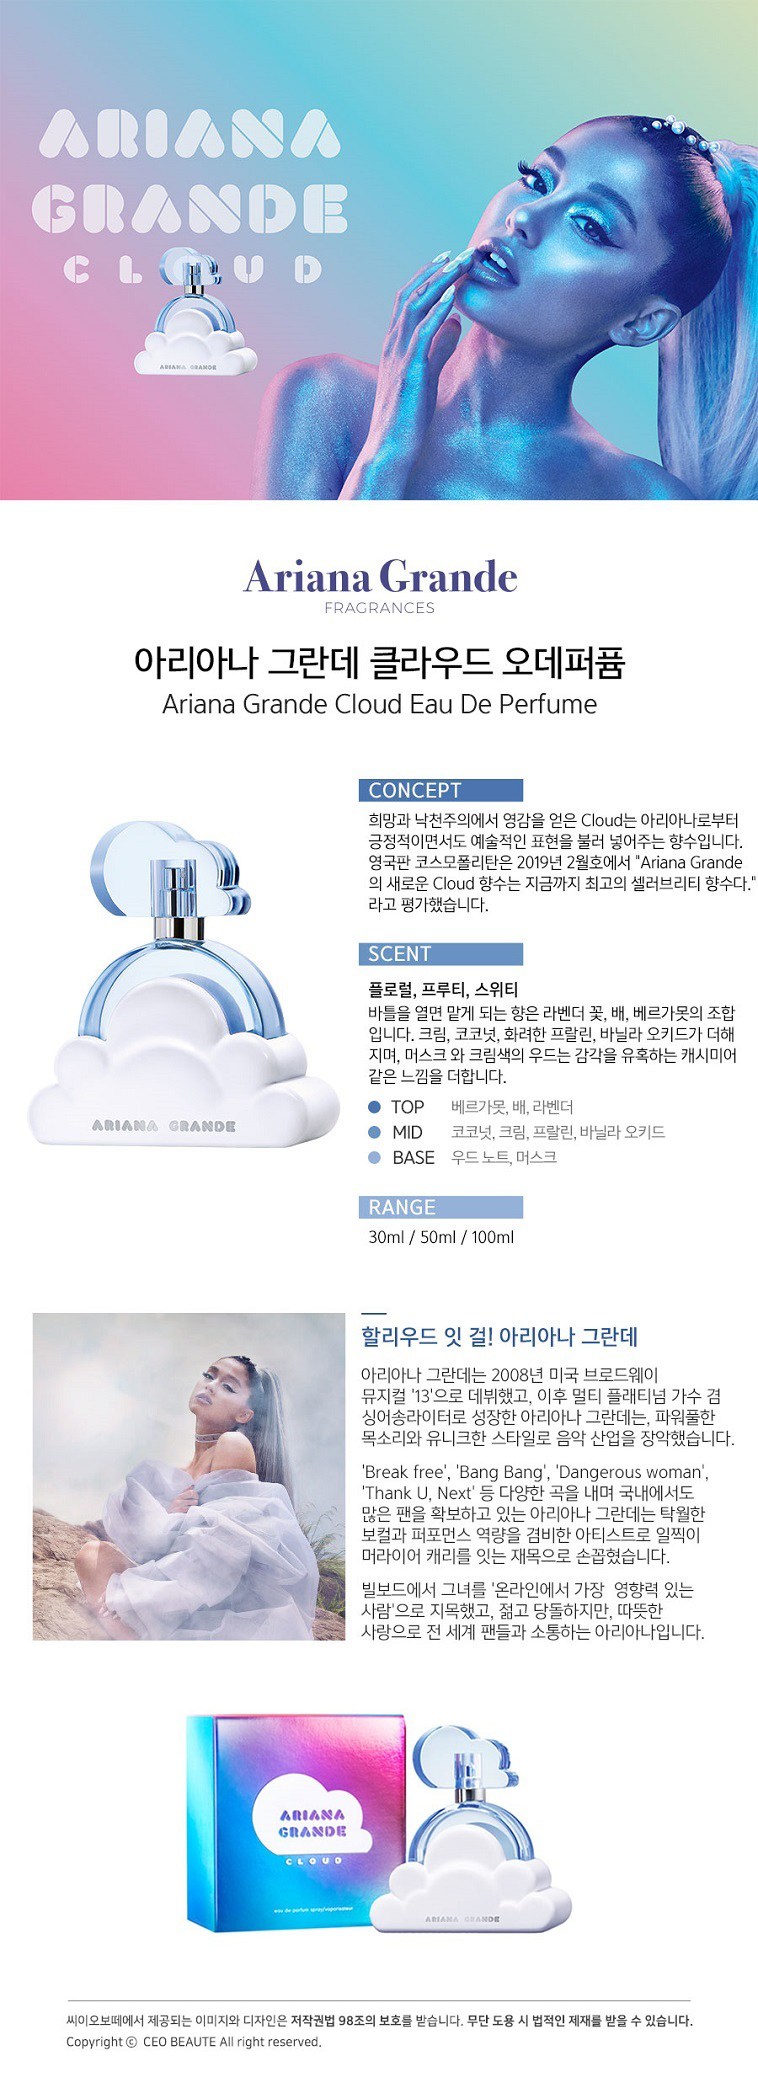 ARIANA
GRANDE
CLOUD
ARIANA GRANDE
Ariana Grande
FRAGRANCES
아리아나 그란데 클라우드 오데퍼퓸
Ariana Grande Cloud Eau De Perfume
CONCEPT
희망과 낙천주의에서 영감을 얻은 Cloud는 아리아나로부터
긍정적이면서도 예술적인 표현을 불러 넣어주는 향수입니다.
영국판 코스모폴리탄은 2019년 2월호에서 "Ariana Grande
의 새로운 Cloud 향수는 지금까지 최고의 셀러브리티 향수다."
라고 평가했습니다.
SCENT
플로럴, 프루티, 스위티
바틀을 열면 맡게 되는 향은 라벤더 꽃, 배, 베르가못의 조합
입니다. 크림, 코코넛, 화려한 프랄린, 바닐라 오키드가 더해
지며, 머스크 와 크림색의 우드는 감각을 유혹하는 캐시미어
같은 느낌을 더합니다.
TOP 베르가못, 배, 라벤더
MID 코코넛, 크림, 프랄린, 바닐라 오키드
BASE 우드 노트, 머스크
ARIANA GRANDE
RANGE
30ml / 50ml / 100ml
할리우드 잇 걸! 아리아나 그란데
아리아나 그란데는 2008년 미국 브로드웨이
뮤지컬 '13'으로 데뷔했고, 이후 멀티 플래티넘 가수 겸
싱어송라이터로 성장한 아리아나 그란데는, 파워풀한
목소리와 유니크한 스타일로 음악 산업을 장악했습니다.
'Break free', 'Bang Bang', 'Dangerous woman',
'Thank U, Next' 등 다양한 곡을 내며 국내에서도
많은 팬을 확보하고 있는 아리아나 그란데는 탁월한
보컬과 퍼포먼스 역량을 겸비한 아티스트로 일찍이
머라이어 캐리를 잇는 재목으로 손꼽혔습니다.
빌보드에서 그녀를 '온라인에서 가장 영향력 있는
사람'으로 지목했고, 젊고 당돌하지만, 따뜻한
사랑으로 전 세계 팬들과 소통하는 아리아나입니다.
ARIANA
GRANDE
CLOUD
eau de parfum spray/vaporisateur
ARIANA GRANDE
씨이오보떼에서 제공되는 이미지와 디자인은 저작권법 98조의 보호를 받습니다. 무단 도용 시 법적인 제재를 받을 수 있습니다.
Copyright ⓒ CEO BEAUTE All right reserved.